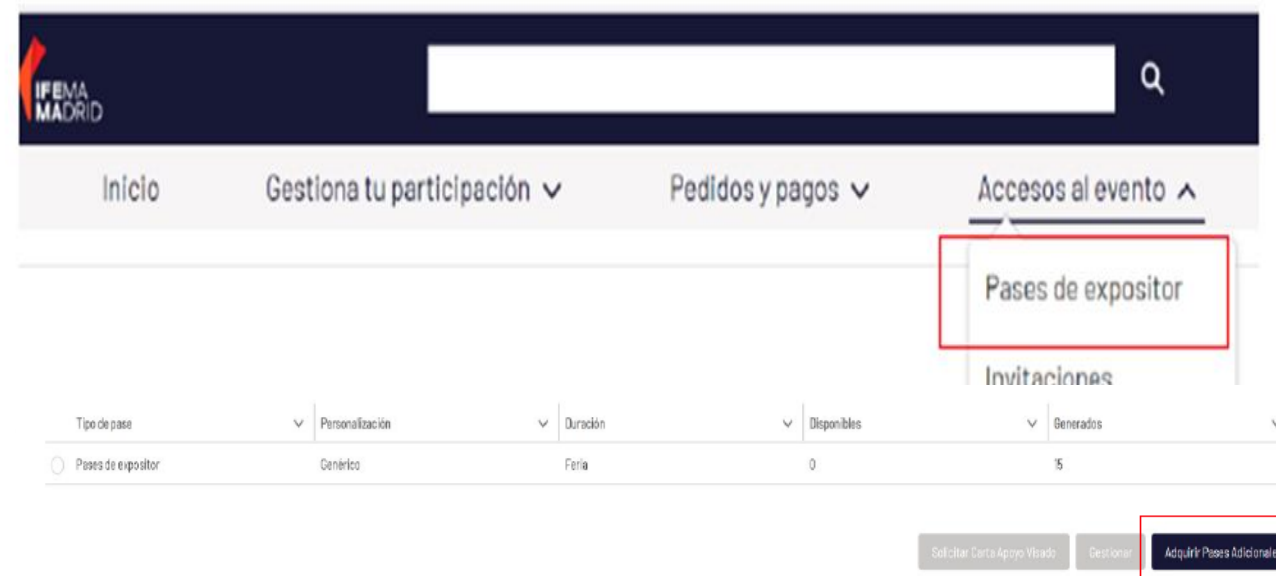 IFEMA
MADRID
Inicio Gestiona tu participación Pedidos y pagos Accesos al evento
Pases de expositor
Invitaciones
Tipo de pase Personalización Duración Disponibles Generados
Pases de expositor Genérico Feria 0 15
Solicitar Carta Apoyo Visado Gestionar Adquirir Pases Adicionale